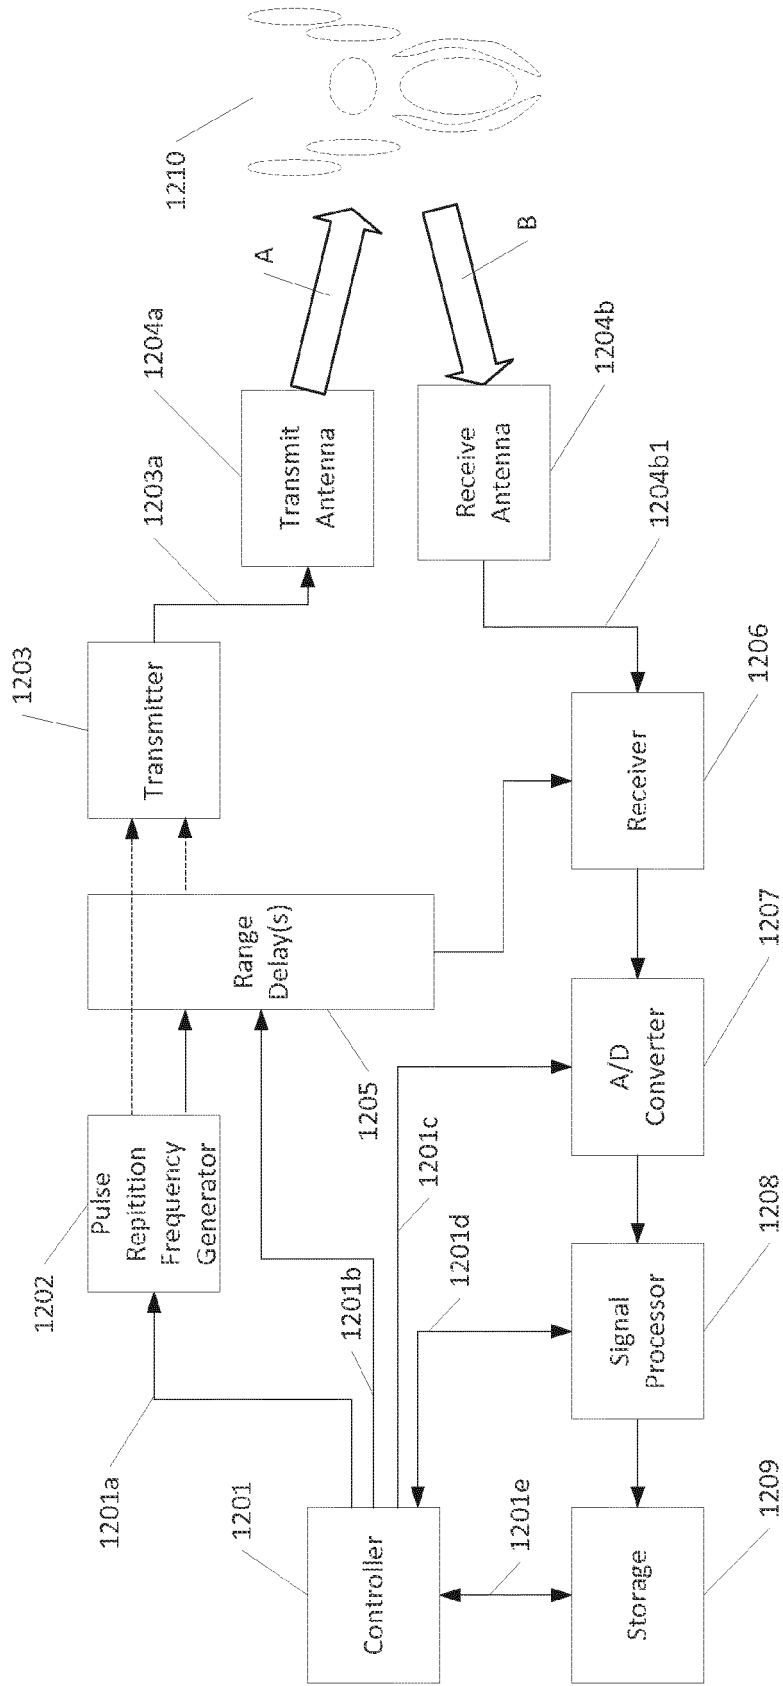 1201
1201a
1202
1203
1203a
1204a
A
1210
Pulse
Repitition
Frequency
Generator
Transmitter
Transmit
Antenna
Range
Delay(s)
1205
1201b
B
Receive
Antenna
1204b
Controller
1201c
1201d
1201e
1204b1
Storage
Signal
Processor
A/D
Converter
Receiver
1209
1208
1207
1206